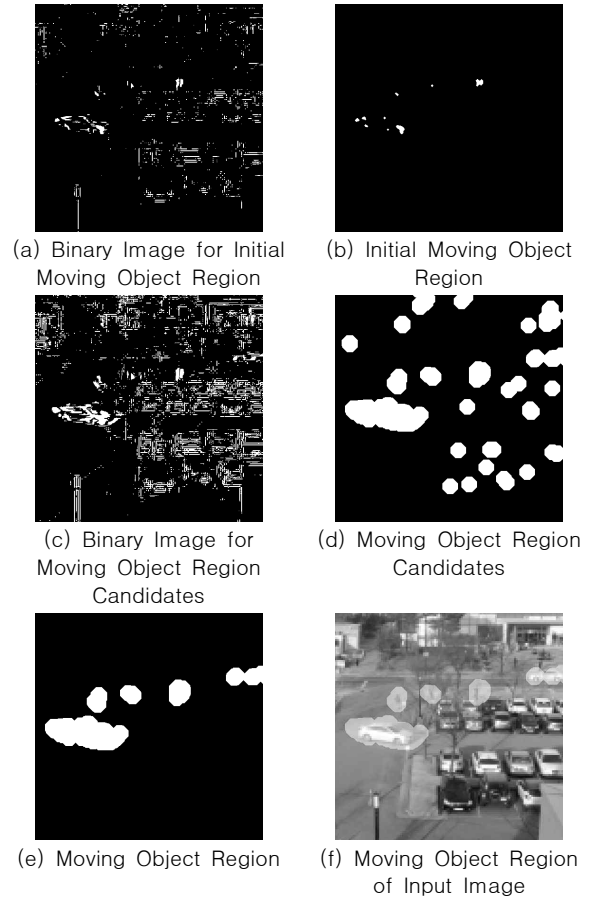 (a) Binary Image for Initial
Moving Object Region
(b) Initial Moving Object
Region
(c) Binary Image for
Moving Object Region
Candidates
(d) Moving Object Region
Candidates
(e) Moving Object Region
(f) Moving Object Region
of Input Image